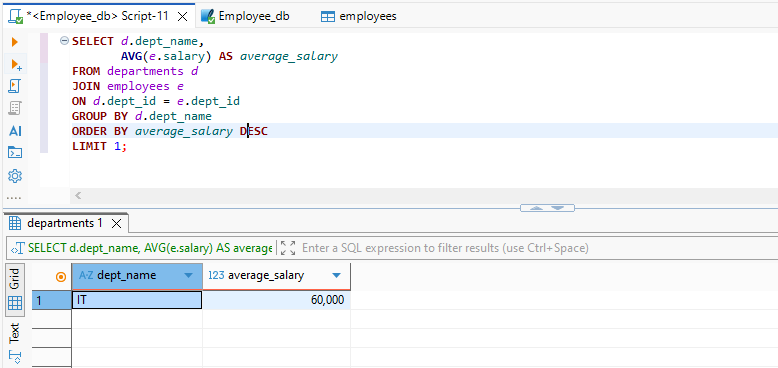 *<Employee_db> Script-11
Employee_db
employees
SELECT d.dept_name,
AVG(e.salary) AS average_salary
FROM departments d
JOIN employees e
ON d.dept_id = e.dept_id
GROUP BY d.dept_name
ORDER BY average_salary DESC
LIMIT 1;
AI
departments 1
SELECT d.dept_name, AVG(e.salary) AS average
Enter a SQL expression to filter results (use Ctrl+Space)
Grid
A-Z dept_name
123 average_salary
1 IT 60,000
Text